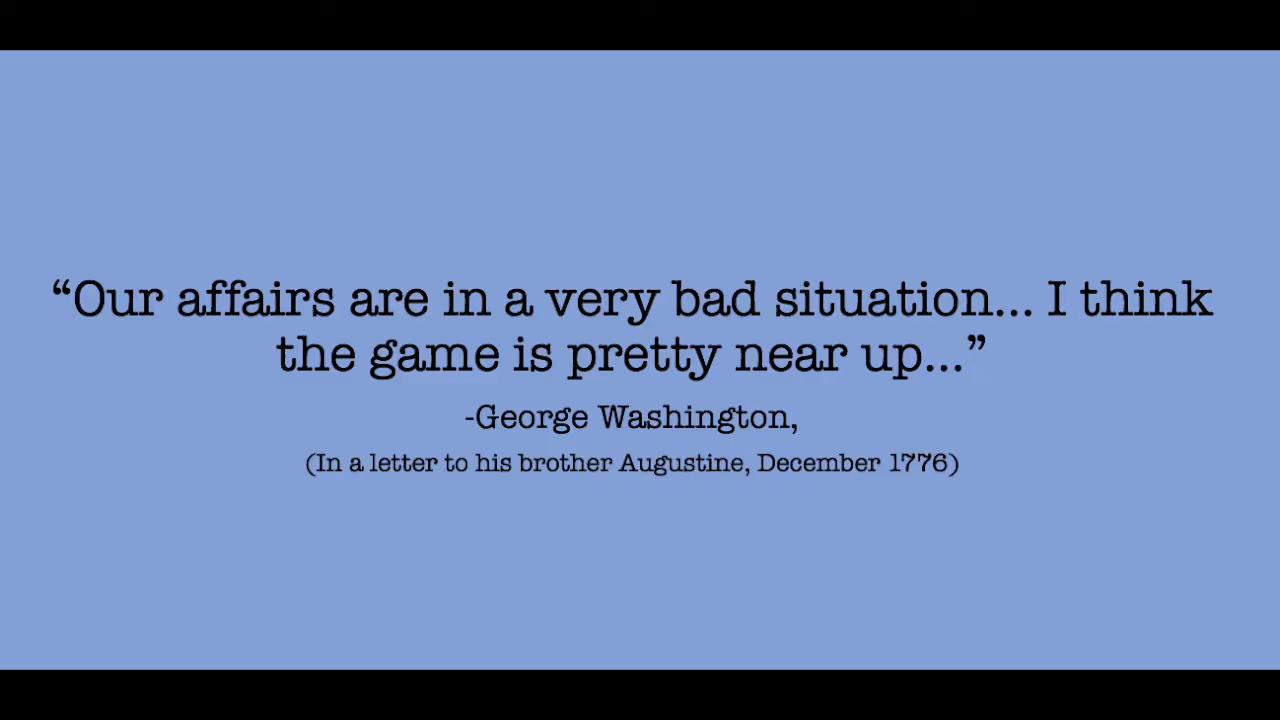 “Our affairs are in a very bad situation... I think
the game is pretty near up...”
-George Washington,
(In a letter to his brother Augustine, December 1776)